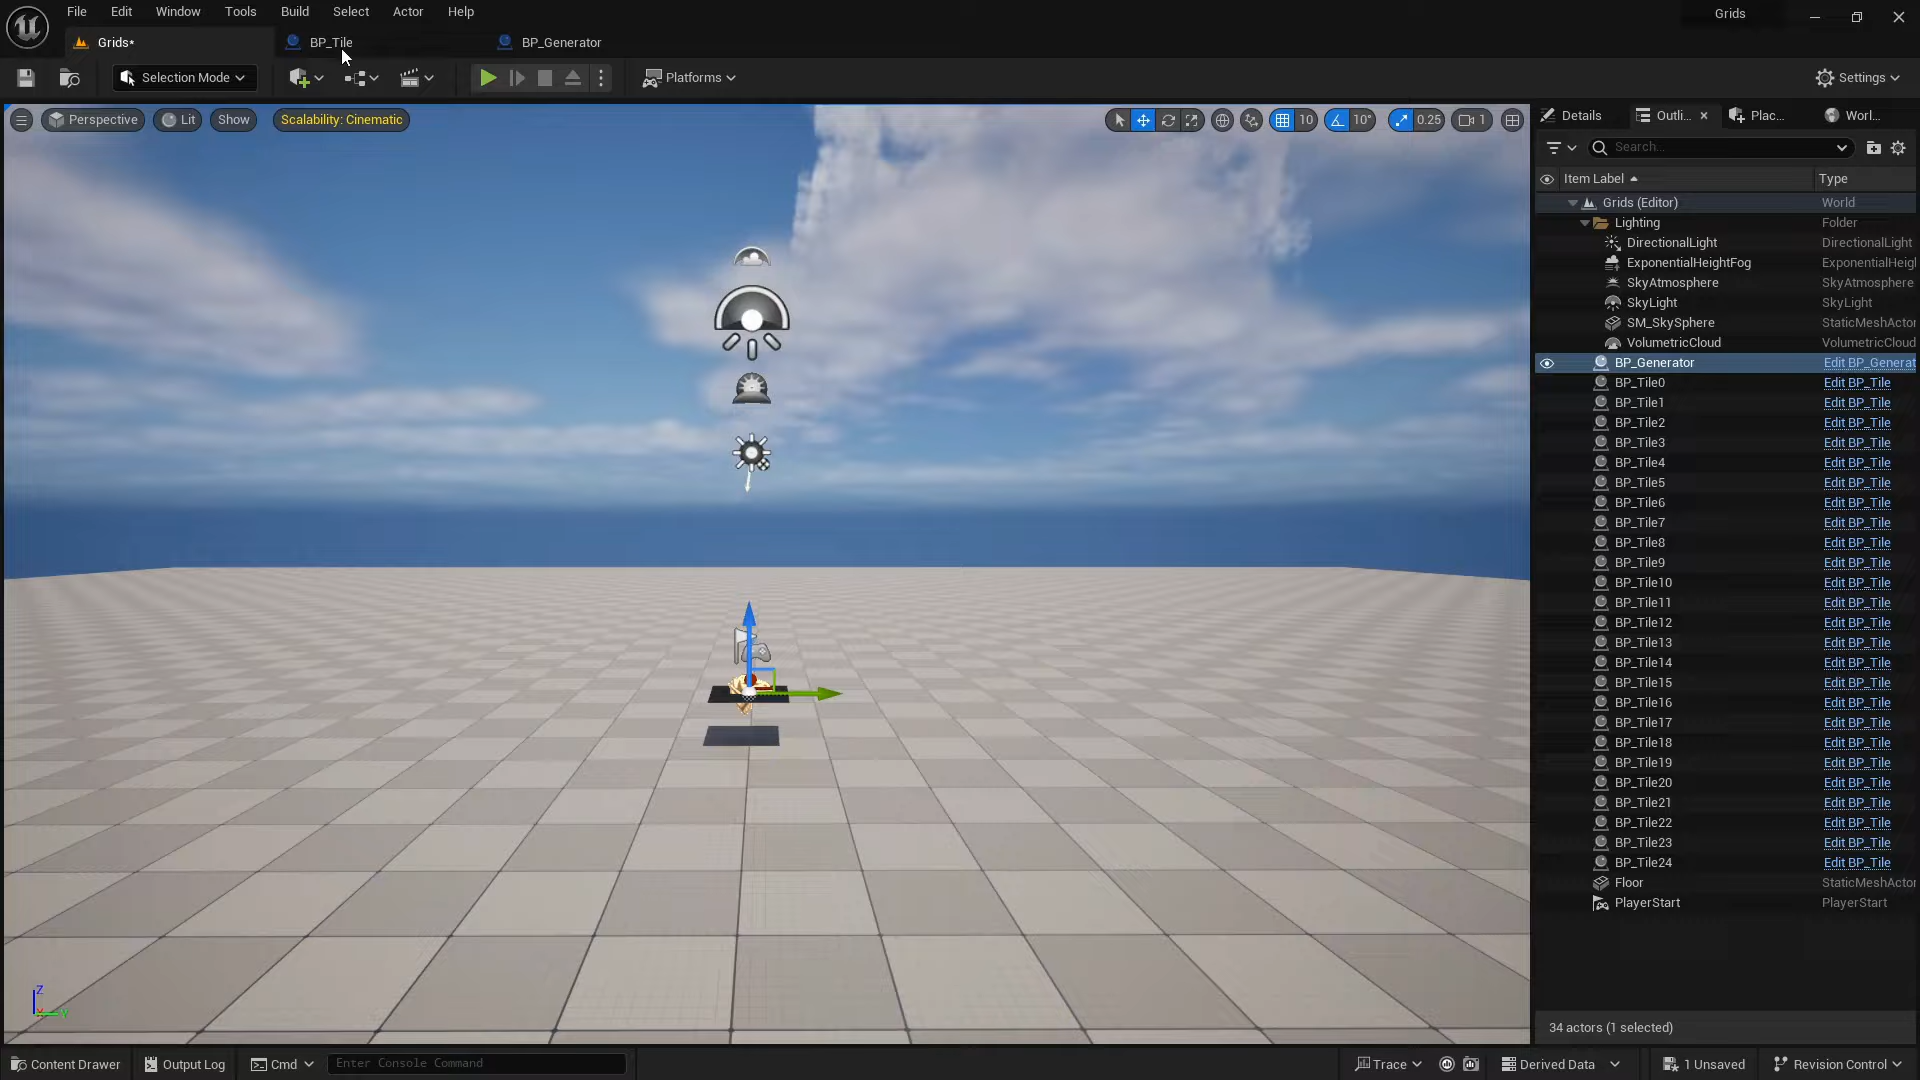 File Edit Window Tools Build Select Actor Help
Grids
Grids* BP_Tile BP_Generator
Selection Mode Platforms Settings
Perspective Lit Show Scalability: Cinematic 10 10° 0.25 1
Details Outli... Plac... Worl...
Search...
Item Label Type
Grids (Editor) World
Lighting Folder
DirectionalLight DirectionalLight
ExponentialHeightFog ExponentialHeigl
SkyAtmosphere SkyAtmosphere
SkyLight SkyLight
SM_SkySphere StaticMeshActor
VolumetricCloud VolumetricCloud
BP_Generator Edit BP_Generat
BP_Tile0 Edit BP_Tile
BP_Tile1 Edit BP_Tile
BP_Tile2 Edit BP_Tile
BP_Tile3 Edit BP_Tile
BP_Tile4 Edit BP_Tile
BP_Tile5 Edit BP_Tile
BP_Tile6 Edit BP_Tile
BP_Tile7 Edit BP_Tile
BP_Tile8 Edit BP_Tile
BP_Tile9 Edit BP_Tile
BP_Tile10 Edit BP_Tile
BP_Tile11 Edit BP_Tile
BP_Tile12 Edit BP_Tile
BP_Tile13 Edit BP_Tile
BP_Tile14 Edit BP_Tile
BP_Tile15 Edit BP_Tile
BP_Tile16 Edit BP_Tile
BP_Tile17 Edit BP_Tile
BP_Tile18 Edit BP_Tile
BP_Tile19 Edit BP_Tile
BP_Tile20 Edit BP_Tile
BP_Tile21 Edit BP_Tile
BP_Tile22 Edit BP_Tile
BP_Tile23 Edit BP_Tile
BP_Tile24 Edit BP_Tile
Floor StaticMeshActor
PlayerStart PlayerStart
Z
X Y
34 actors (1 selected)
Content Drawer Output Log Cmd Enter Console Command Trace Derived Data 1 Unsaved Revision Control